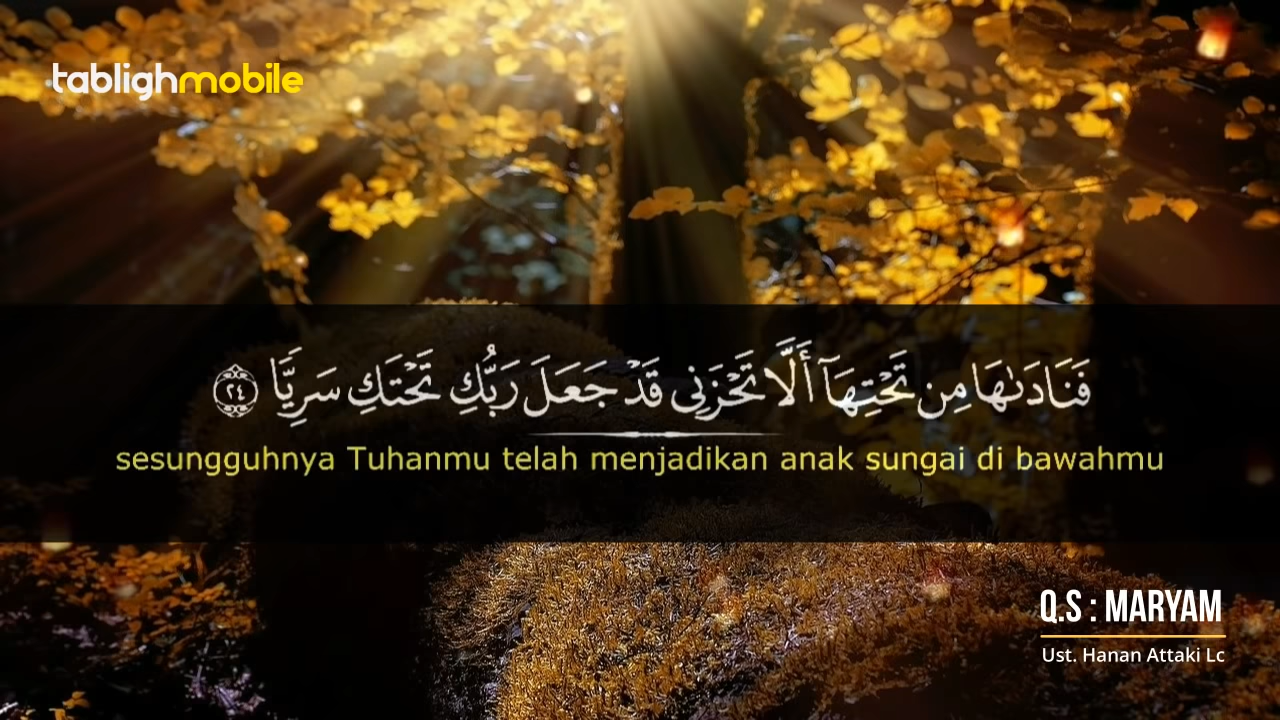 tablighmobile
فَنَادَىٰهَا مِن تَحْتِهَآ أَلَّا تَحْزَنِى قَدْ جَعَلَ رَبُّكِ تَحْتَكِ سَرِيًّا ٢٤
sesungguhnya Tuhanmu telah menjadikan anak sungai di bawahmu
Q.S : MARYAM
Ust. Hanan Attaki Lc